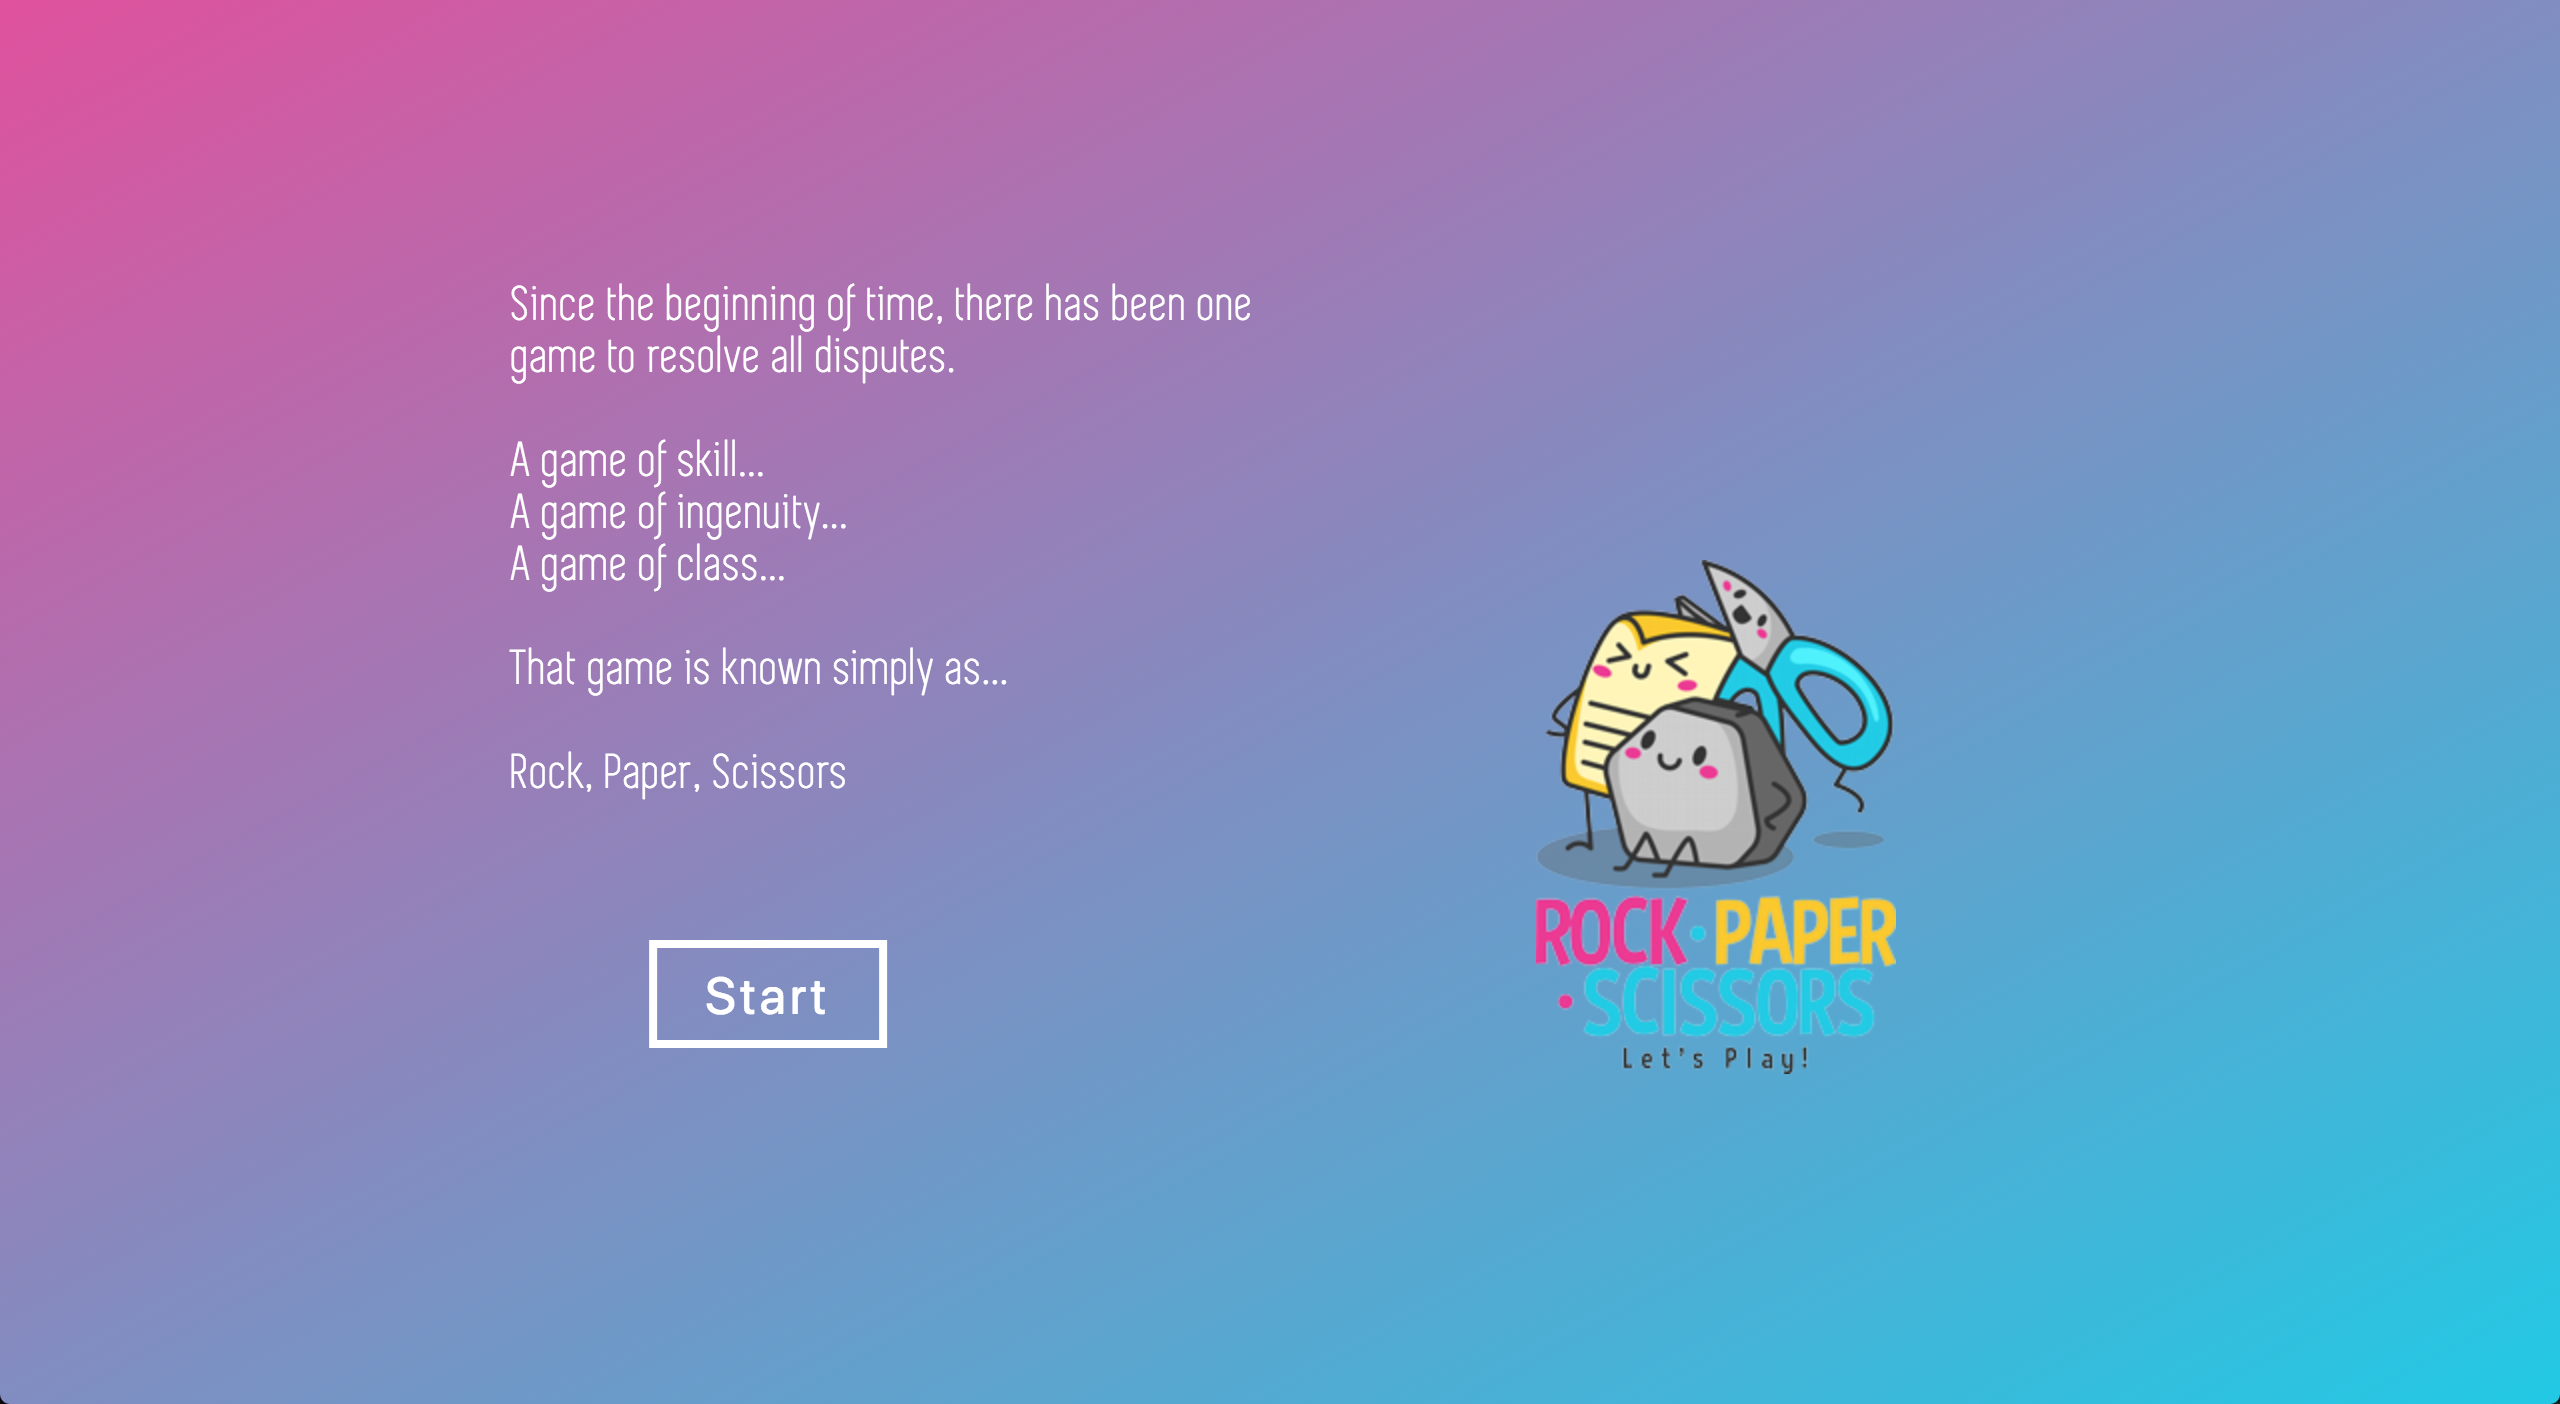 Since the beginning of time, there has been one
game to resolve all disputes.
A game of skill...
A game of ingenuity...
A game of class...
That game is known simply as...
Rock, Paper, Scissors
Start
ROCK • PAPER
• SCISSORS
Let's Play!